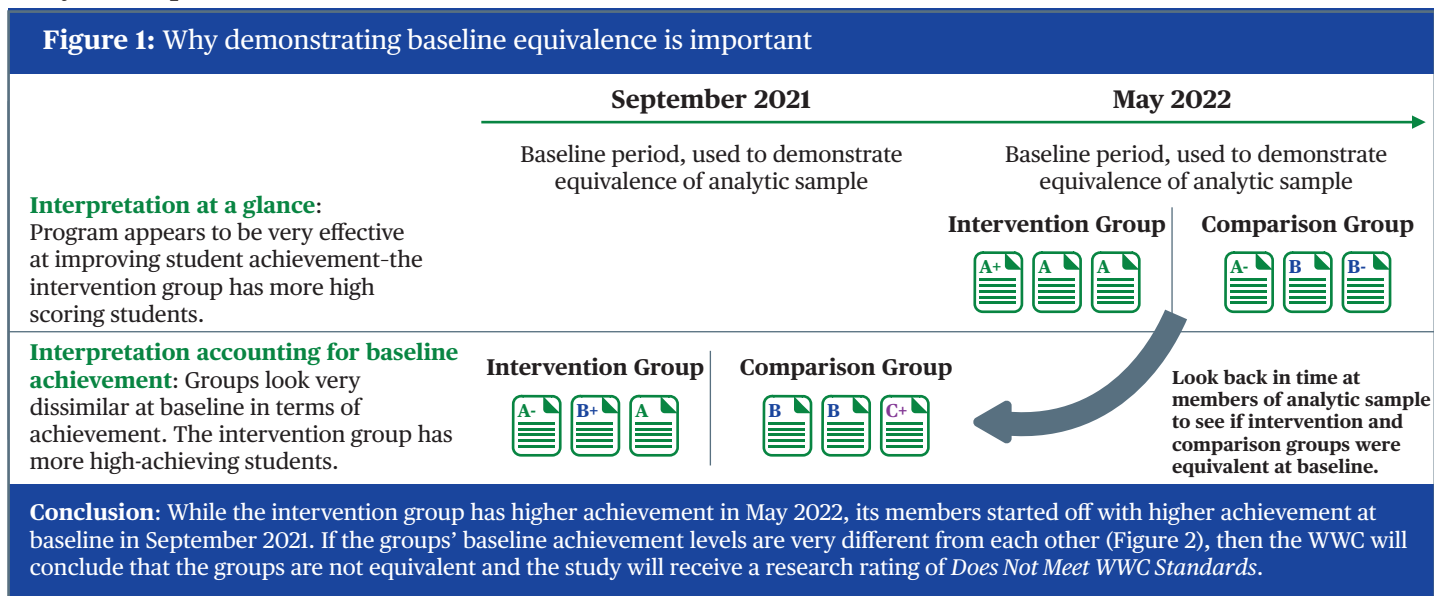 Figure 1: Why demonstrating baseline equivalence is important
September 2021
May 2022
Baseline period, used to demonstrate
equivalence of analytic sample
Baseline period, used to demonstrate
equivalence of analytic sample
Interpretation at a glance:
Program appears to be very effective
at improving student achievement–the
intervention group has more high
scoring students.
Intervention Group
Comparison Group
A+ A A
A- B B-
Interpretation accounting for baseline
achievement: Groups look very
dissimilar at baseline in terms of
achievement. The intervention group has
more high-achieving students.
Intervention Group
Comparison Group
A- B+ A
B B C+
Look back in time at
members of analytic sample
to see if intervention and
comparison groups were
equivalent at baseline.
Conclusion: While the intervention group has higher achievement in May 2022, its members started off with higher achievement at
baseline in September 2021. If the groups’ baseline achievement levels are very different from each other (Figure 2), then the WWC will
conclude that the groups are not equivalent and the study will receive a research rating of Does Not Meet WWC Standards.